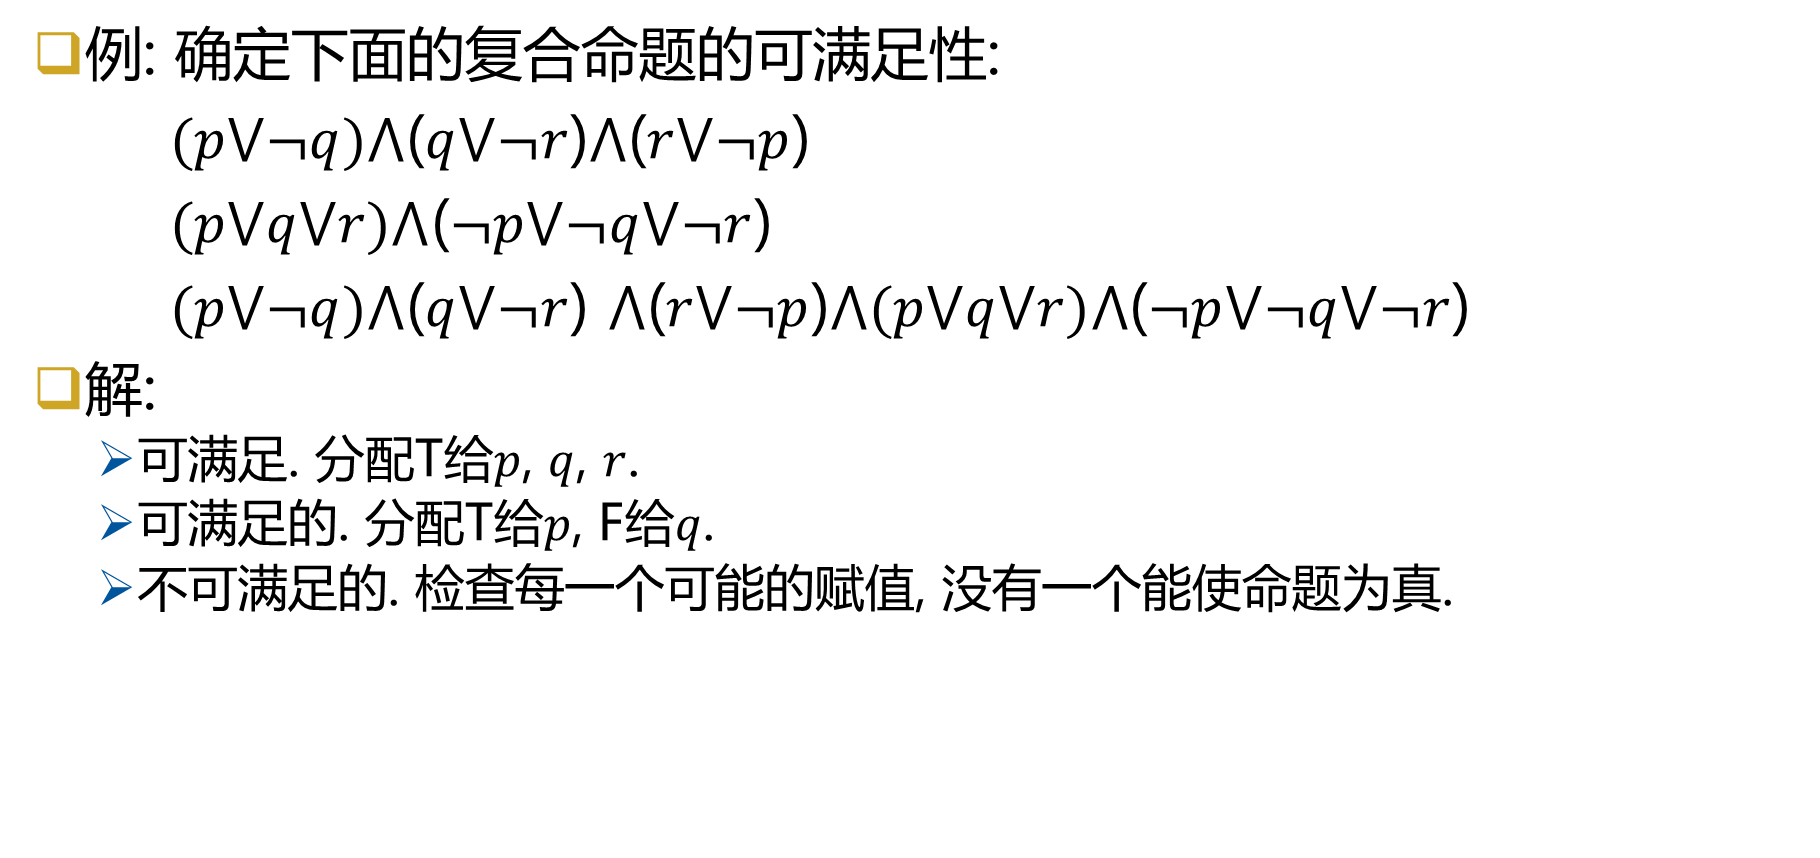 例: 确定下面的复合命题的可满足性:
(p∨¬q)∧(q∨¬r)∧(r∨¬p)
(p∨q∨r)∧(¬p∨¬q∨¬r)
(p∨¬q)∧(q∨¬r) ∧(r∨¬p)∧(p∨q∨r)∧(¬p∨¬q∨¬r)
解:
可满足. 分配T给p, q, r.
可满足的. 分配T给p, F给q.
不可满足的. 检查每一个可能的赋值, 没有一个能使命题为真.